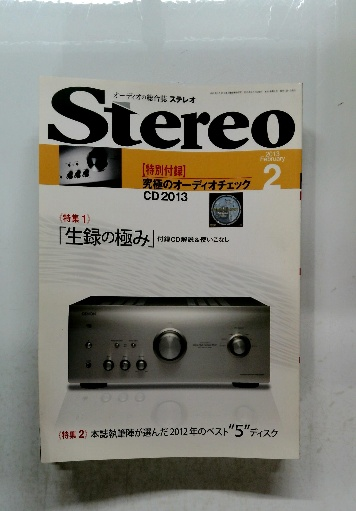 オーディオの総合誌 ステレオ
Stereo
2013
February
2
[特別付録]
究極のオーディオチェック
CD2013
《特集1》
「生録の極み」付録CD解説&使いこなし
DENON
《特集2》本誌執筆陣が選んだ2012年のベスト"5"ディスク